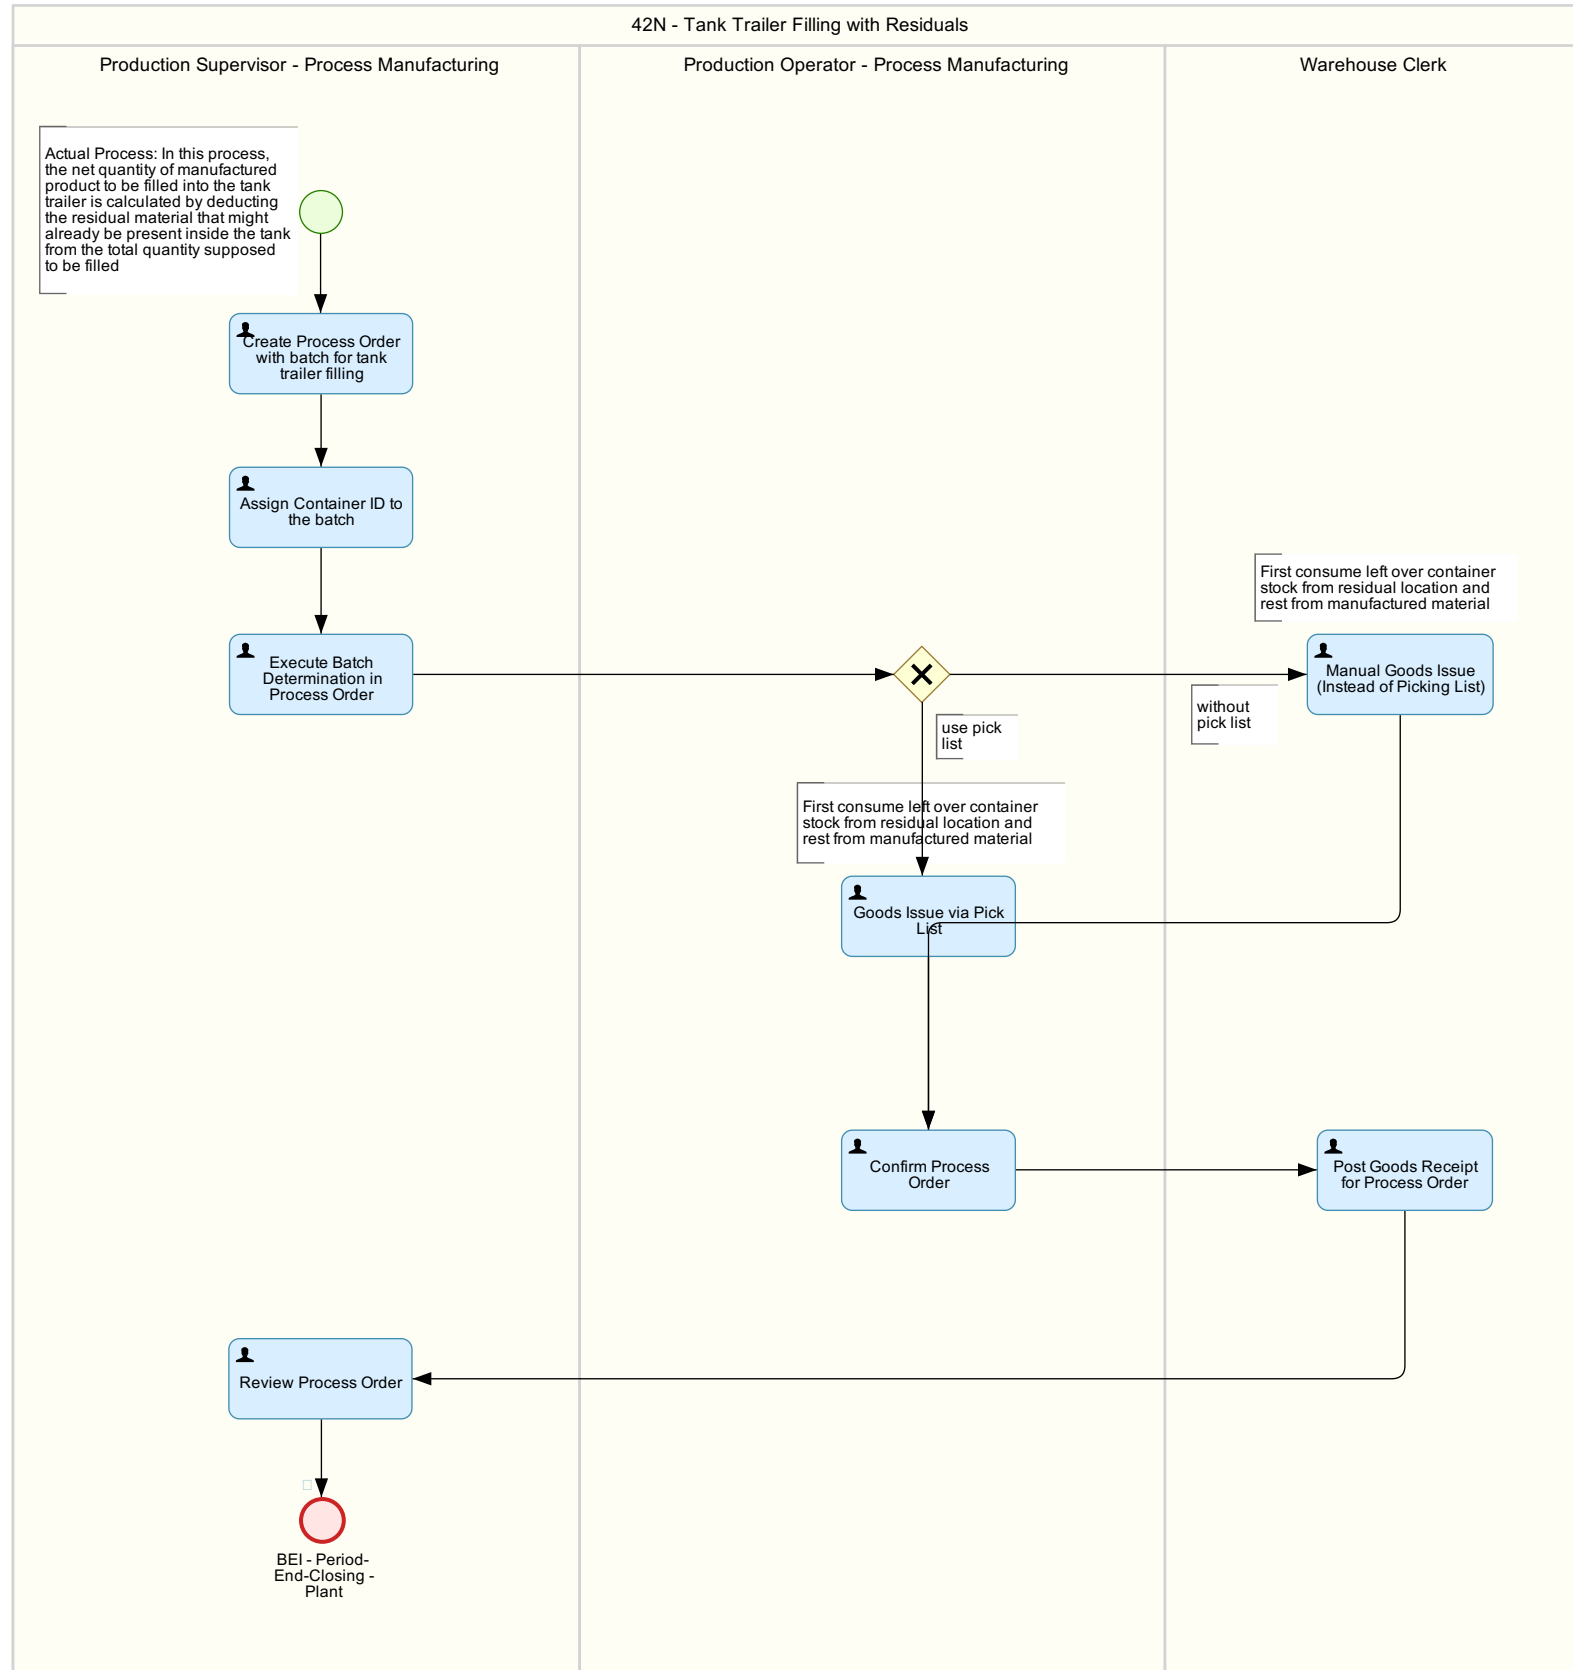 42N - Tank Trailer Filling with Residuals
Production Supervisor - Process Manufacturing
Production Operator - Process Manufacturing
Warehouse Clerk
Actual Process: In this process,
the net quantity of manufactured
product to be filled into the tank
trailer is calculated by deducting
the residual material that might
already be present inside the tank
from the total quantity supposed
to be filled
Create Process Order
with batch for tank
trailer filling
Assign Container ID to
the batch
First consume left over container
stock from residual location and
rest from manufactured material
Execute Batch
Determination in
Process Order
Manual Goods Issue
(Instead of Picking List)
without
pick list
use pick
list
First consume left over container
stock from residual location and
rest from manufactured material
Goods Issue via Pick
List
Confirm Process
Order
Post Goods Receipt
for Process Order
Review Process Order
BEI - Period-
End-Closing -
Plant